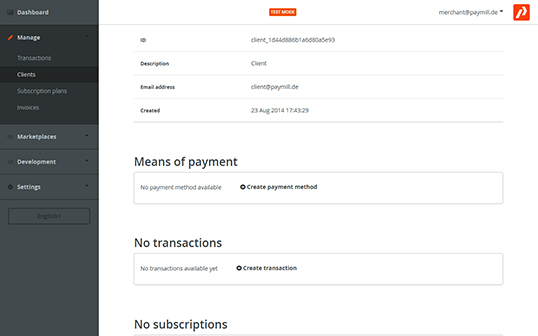 Dashboard
TEST MODE
merchant@paymill.de
Manage
Transactions
Clients
Subscription plans
Invoices
Marketplaces
Development
Settings
English
ID client_1d44d886b1a6d80a5e93
Description Client
Email address client@paymill.de
Created 23 Aug 2014 17:43:29
Means of payment
No payment method available Create payment method
No transactions
No transactions available yet Create transaction
No subscriptions